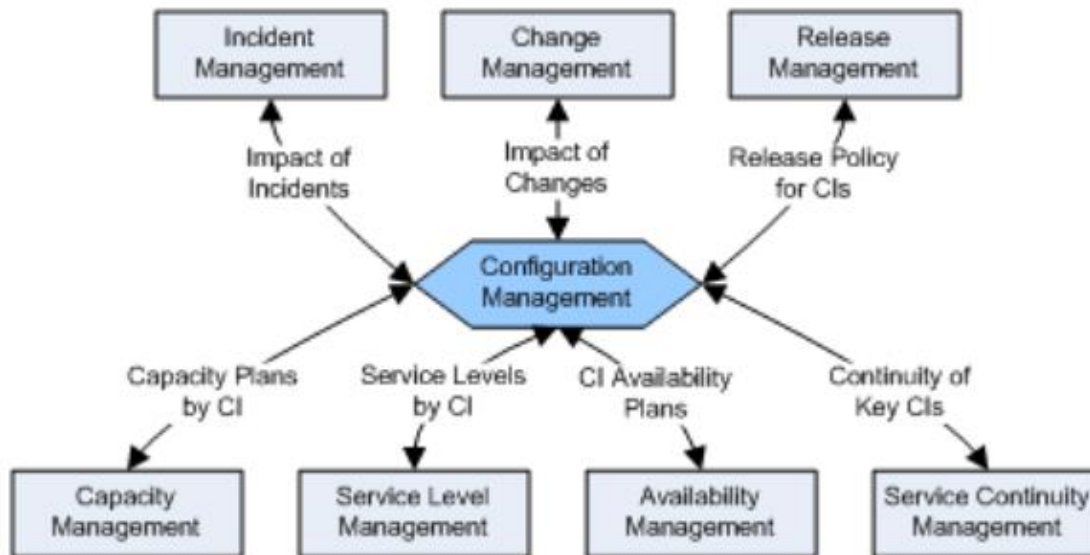 Incident
Management
Change
Management
Release
Management
Impact of
Incidents
Impact of
Changes
Release Policy
for CIs
Configuration
Management
Capacity Plans
by CI
Service Levels
by CI
CI Availability
Plans
Continuity of
Key CIs
Capacity
Management
Service Level
Management
Availability
Management
Service Continuity
Management